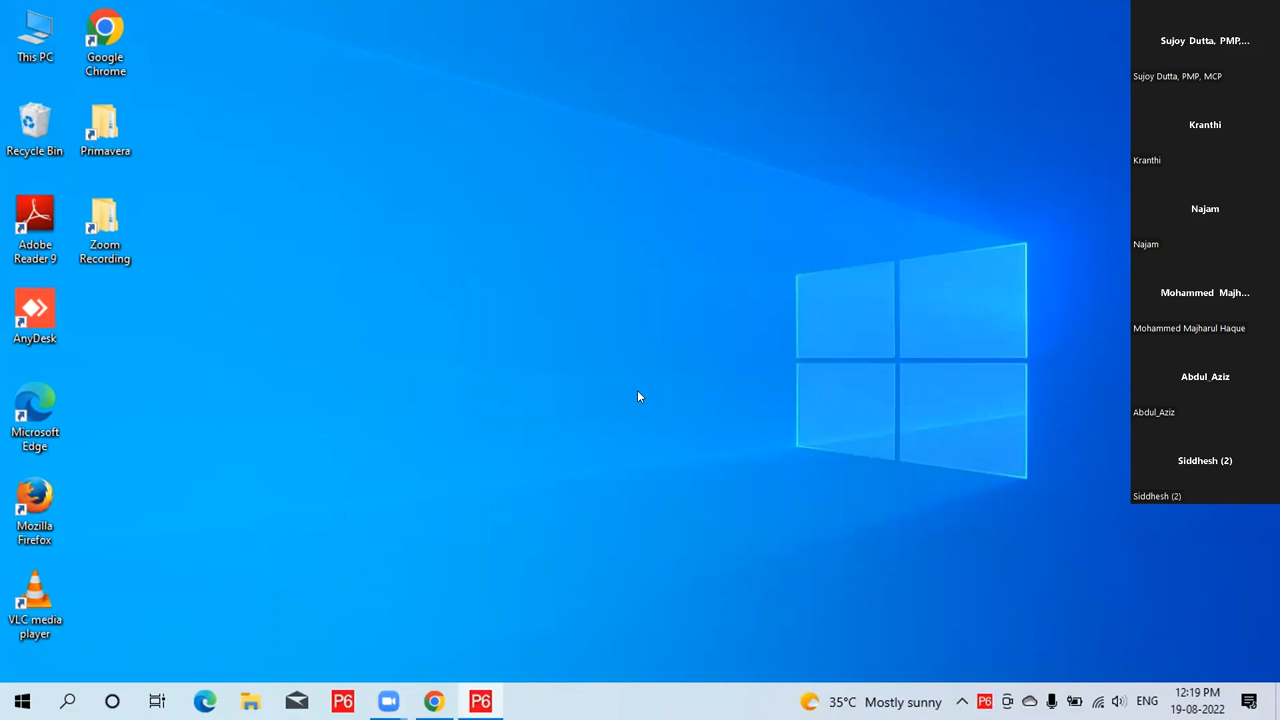 This PC
Google
Chrome
Recycle Bin
Primavera
Adobe
Reader 9
Zoom
Recording
AnyDesk
Microsoft
Edge
Mozilla
Firefox
VLC media
player
Sujoy Dutta, PMP,...
Sujoy Dutta, PMP, MCP
Kranthi
Kranthi
Najam
Najam
Mohammed Majh...
Mohammed Majharul Haque
Abdul_Aziz
Abdul_Aziz
Siddhesh (2)
Siddhesh (2)
P6
P6
35°C Mostly sunny
P6
ENG
12:19 PM
19-08-2022